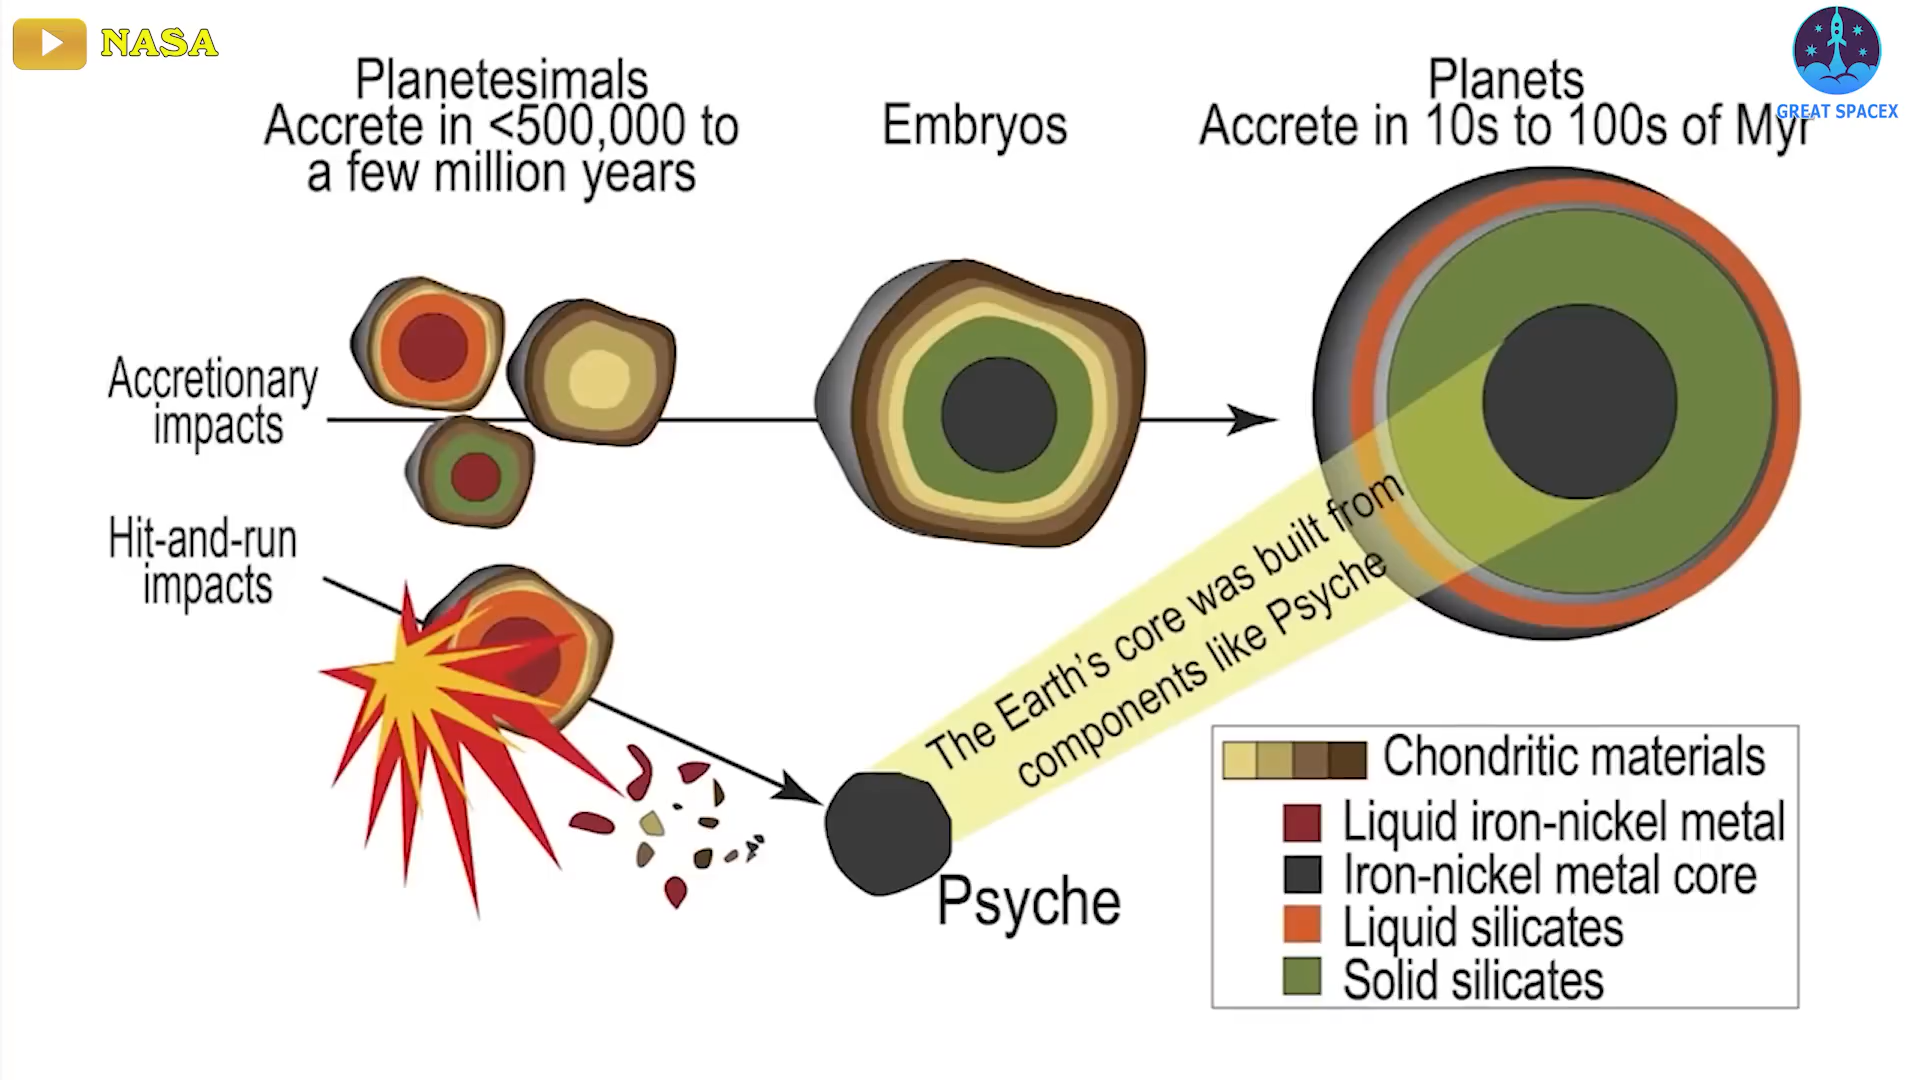 NASA
GREAT SPACEX
Planetesimals
Accrete in <500,000 to
a few million years
Embryos
Planets
Accrete in 10s to 100s of Myr
Accretionary
impacts
Hit-and-run
impacts
The Earth's core was built from
components like Psyche
Psyche
Chondritic materials
Liquid iron-nickel metal
Iron-nickel metal core
Liquid silicates
Solid silicates